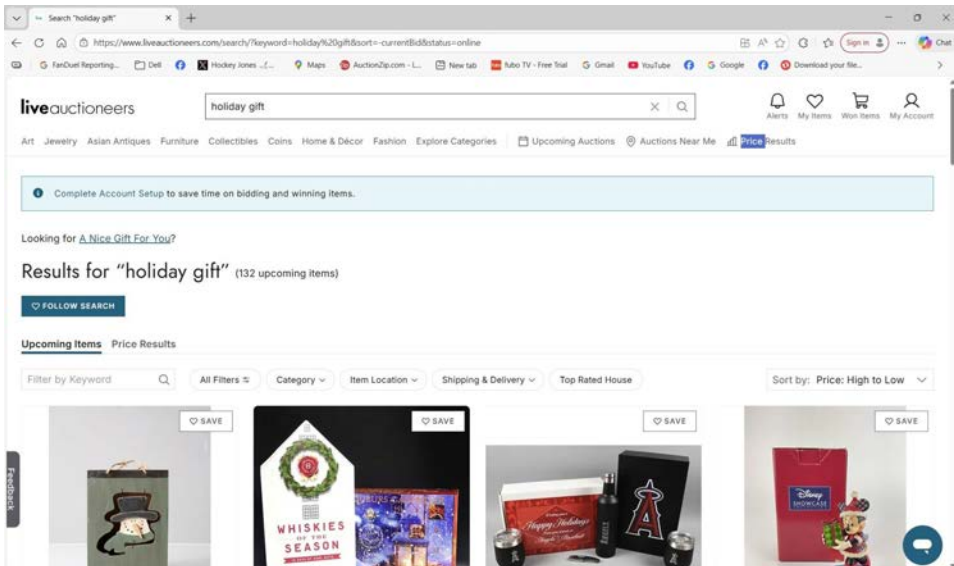 Search "holiday gift"
https://www.liveauctioneers.com/search/?keyword=holiday%20gift&sort=-currentBid&status=online
Sign in
Chat
FanDuel Reporting... Dell Hockey Jones ... Maps AuctionZip.com - L... New tab fubo TV - Free Trial Gmail YouTube Google Download your file...
liveauctioneers
holiday gift
Alerts My Items Won Items My Account
Art Jewelry Asian Antiques Furniture Collectibles Coins Home & Décor Fashion Explore Categories Upcoming Auctions Auctions Near Me Price Results
Complete Account Setup to save time on bidding and winning items.
Looking for A Nice Gift For You?
Results for “holiday gift” (132 upcoming items)
FOLLOW SEARCH
Upcoming Items Price Results
Filter by Keyword All Filters Category Item Location Shipping & Delivery Top Rated House Sort by: Price: High to Low
SAVE SAVE SAVE SAVE
Feedback
WHISKIES
OF THE
SEASON
Happy Holidays
A
Disney
SHOWCASE